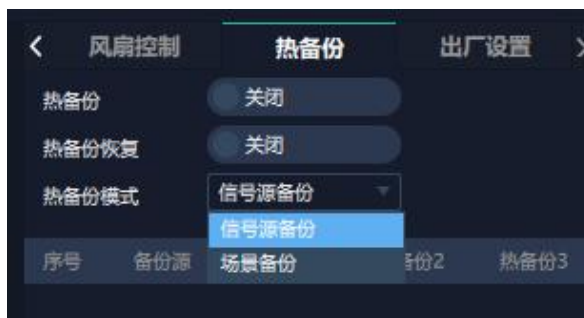 风扇控制 热备份 出厂设置
热备份 关闭
热备份恢复 关闭
热备份模式 信号源备份
信号源备份
场景备份
序号 备份源 备份2 热备份3